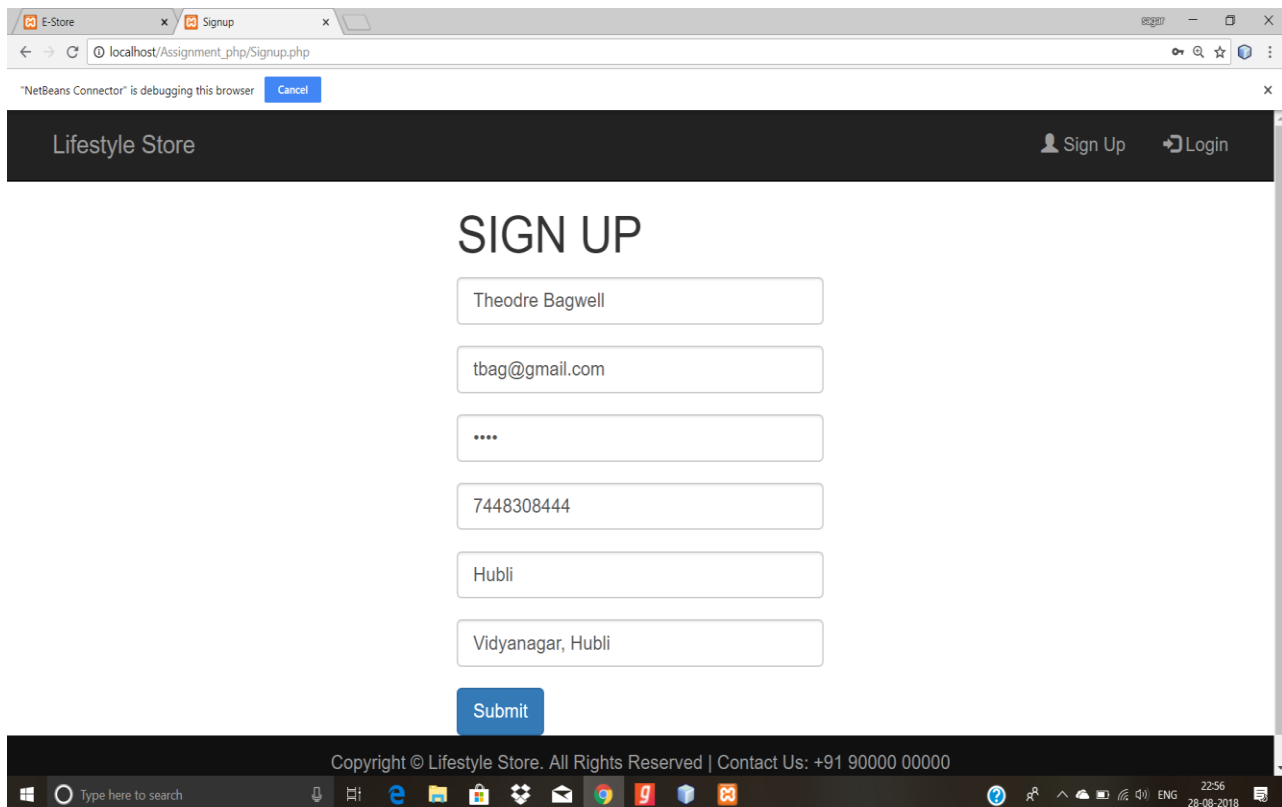 E-Store
Signup
sagar
localhost/Assignment_php/Signup.php
"NetBeans Connector" is debugging this browser Cancel
Lifestyle Store
Sign Up
Login
SIGN UP
Theodre Bagwell
tbag@gmail.com
••••
7448308444
Hubli
Vidyanagar, Hubli
Submit
Copyright © Lifestyle Store. All Rights Reserved | Contact Us: +91 90000 00000
Type here to search
ENG
22:56
28-08-2018